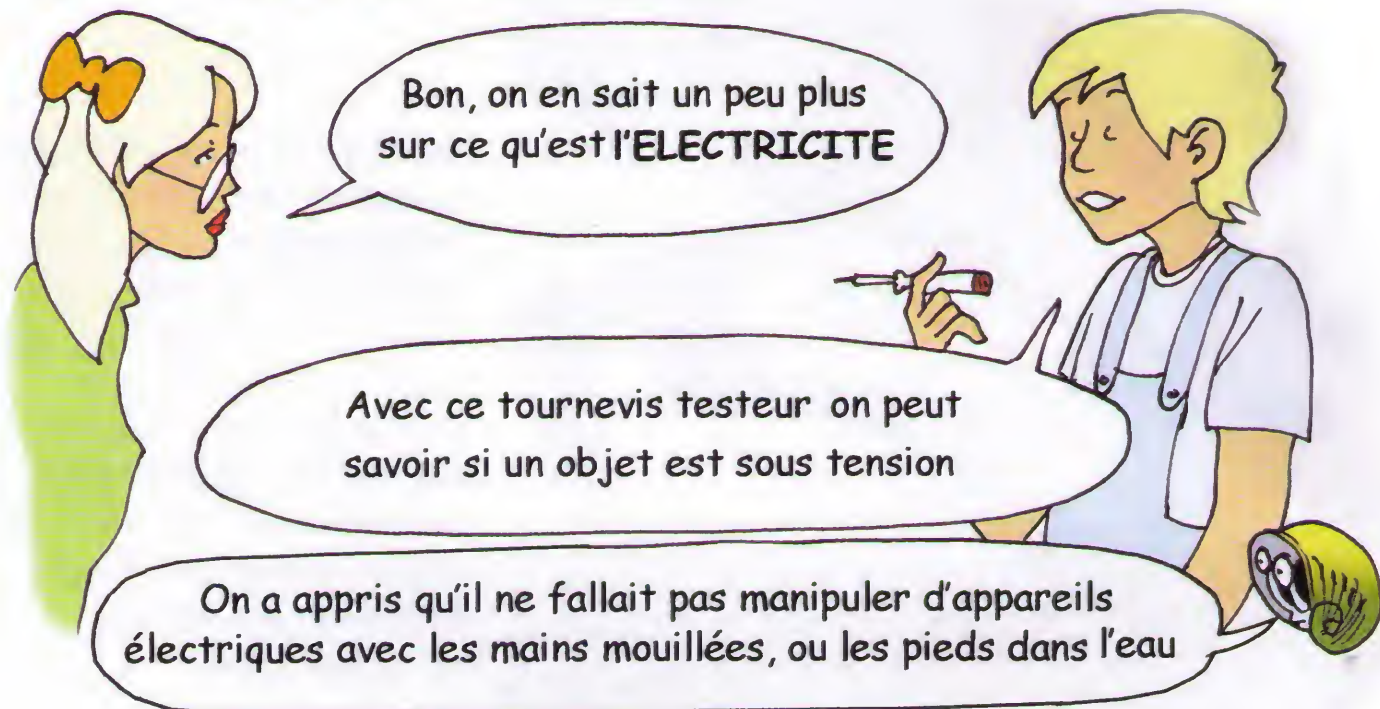 Bon, on en sait un peu plus
sur ce qu'est l'ELECTRICITE
Avec ce tournevis testeur on peut
savoir si un objet est sous tension
On a appris qu'il ne fallait pas manipuler d'appareils
électriques avec les mains mouillées, ou les pieds dans l'eau